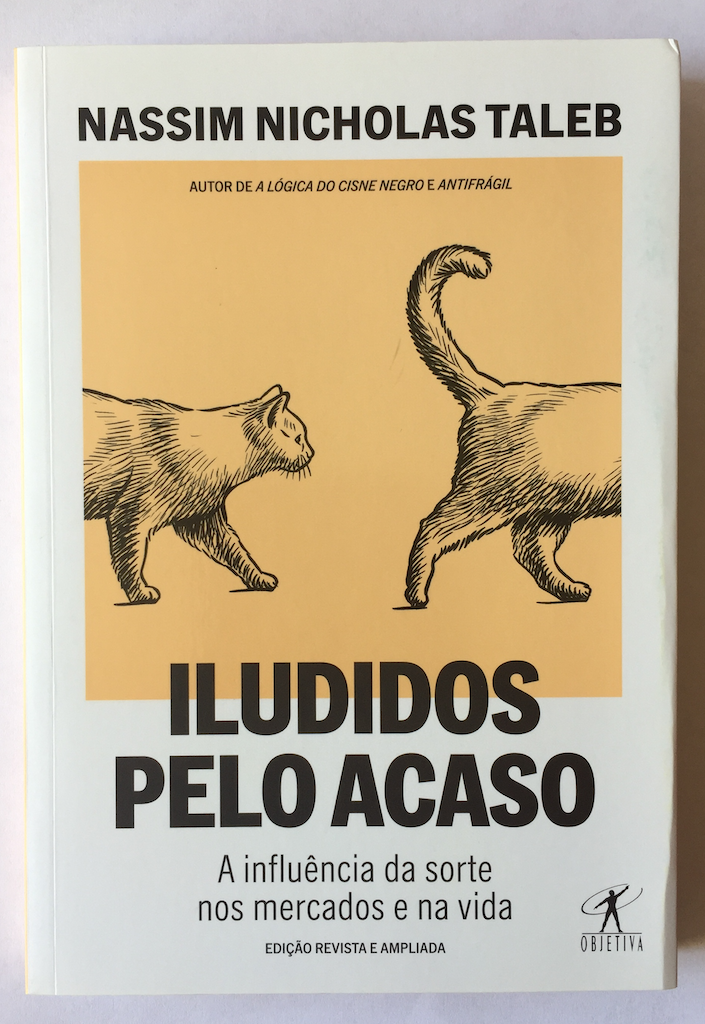 NASSIM NICHOLAS TALEB
AUTOR DE A LÓGICA DO CISNE NEGRO E ANTIFRÁGIL
ILUDIDOS
PELO ACASO
A influência da sorte
nos mercados e na vida
EDIÇÃO REVISTA E AMPLIADA
OBJETIVA